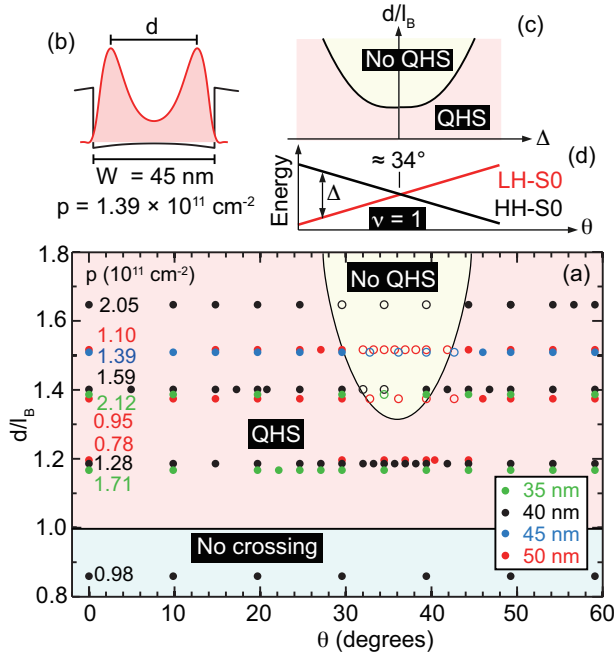 (b)
d
W = 45 nm
p = 1.39 × 10¹¹ cm⁻²
d/l_B
(c)
No QHS
QHS
Δ
≈ 34°
(d)
Energy
Δ
LH-S0
HH-S0
ν = 1
θ
p (10¹¹ cm⁻²)
No QHS
(a)
2.05
1.10
1.39
1.59
2.12
0.95
0.78
1.28
1.71
QHS
35 nm
40 nm
45 nm
50 nm
No crossing
0.98
d/l_B
1.8
1.6
1.4
1.2
1.0
0.8
0 10 20 30 40 50 60
θ (degrees)